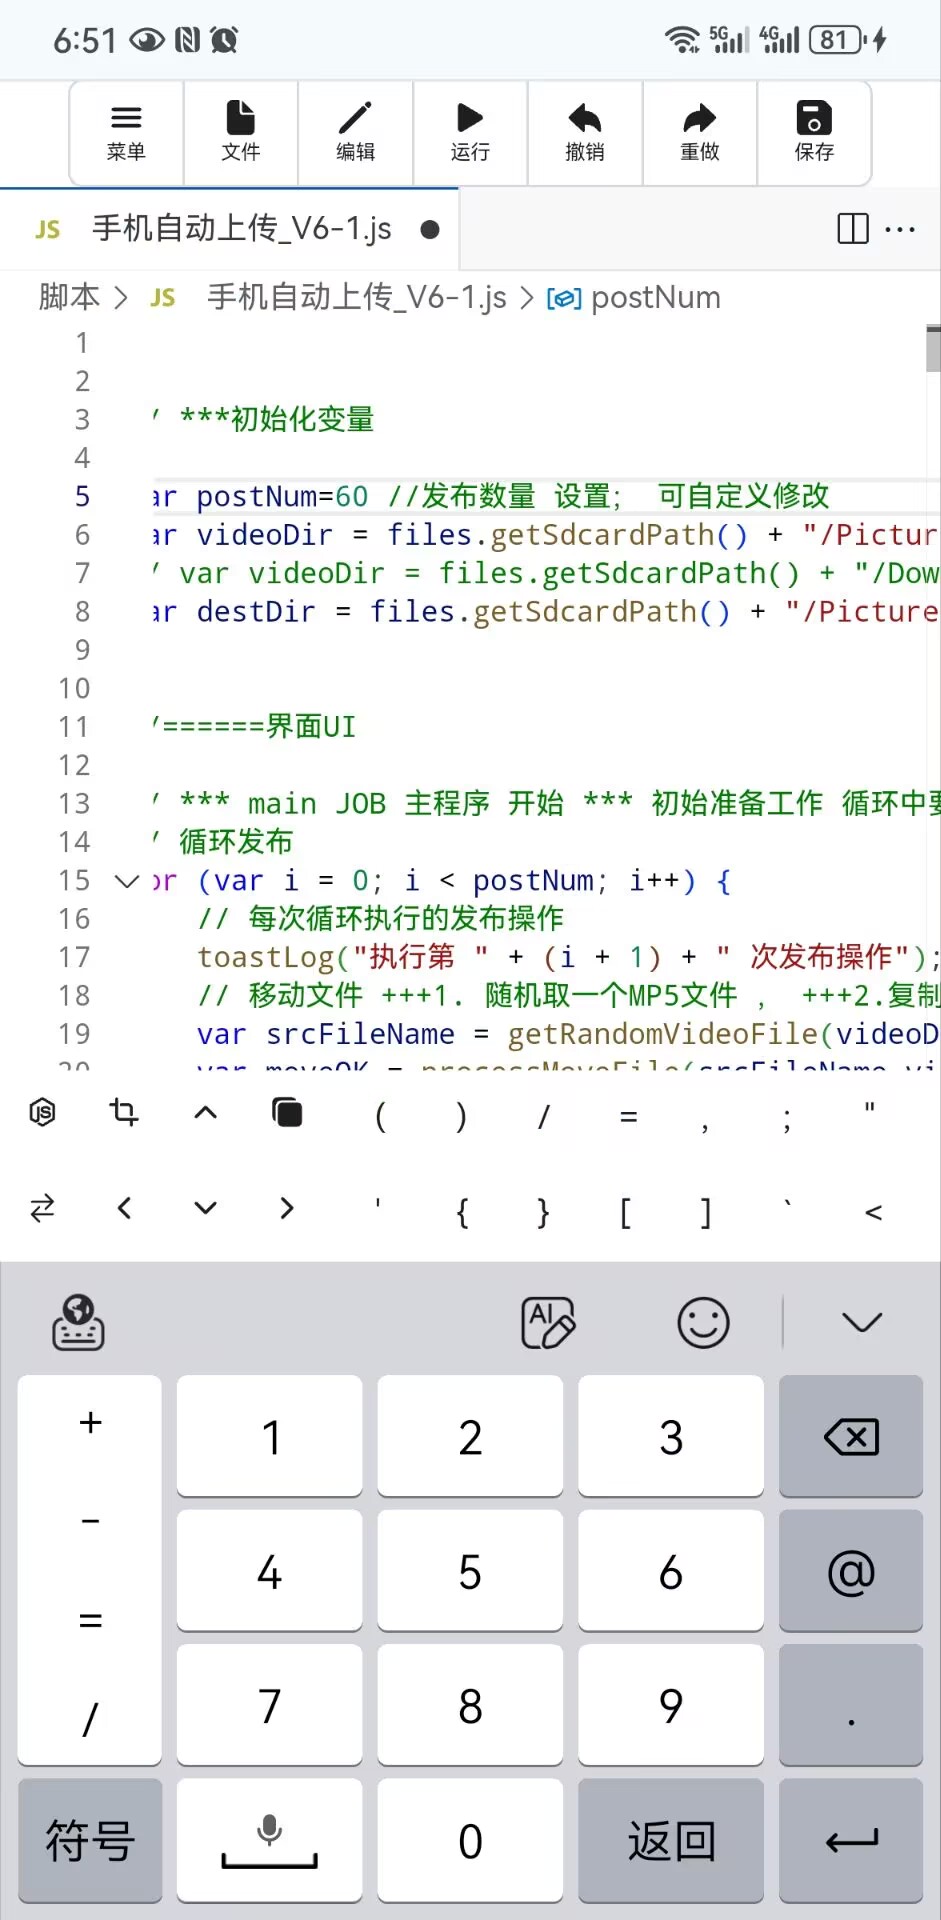 6:51 5G 4G 81
菜单 文件 编辑 运行 撤销 重做 保存
JS 手机自动上传_V6-1.js
脚本 > JS 手机自动上传_V6-1.js > postNum
1
2
3 / ***初始化变量
4
5 ar postNum=60 //发布数量 设置; 可自定义修改
6 ar videoDir = files.getSdcardPath() + "/Pictur
7 / var videoDir = files.getSdcardPath() + "/Dow
8 ar destDir = files.getSdcardPath() + "/Picture
9
10
11 /======界面UI
12
13 / *** main JOB 主程序 开始 *** 初始准备工作 循环中要
14 / 循环发布
15 or (var i = 0; i < postNum; i++) {
16 // 每次循环执行的发布操作
17 toastLog("执行第 " + (i + 1) + " 次发布操作");
18 // 移动文件 +++1. 随机取一个MP5文件 , +++2.复制
19 var srcFileName = getRandomVideoFile(videoD
20 var moveOK = processMoveFile(srcFileName,vi
JS ( ) / = , ; "
' { } [ ] ` <
AI
+ 1 2 3
- 4 5 6 @
= 7 8 9 .
/
符号 0 返回